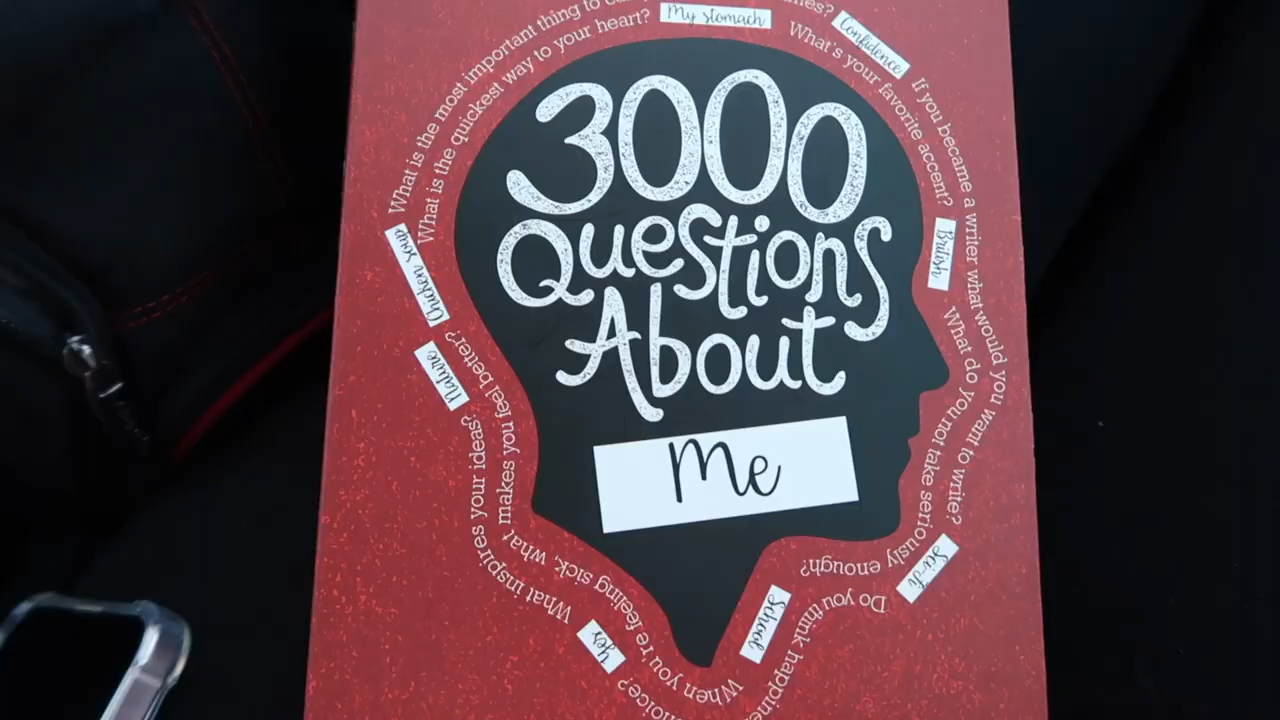 3000
Questions
About
Me
What is the most important thing to
What is the quickest way to your heart?
My stomach
Confidence
What's your favorite accent?
British
If you became a writer what would you want to write?
Sci-fi
What do you not take seriously enough?
School
Do you think
Yes
When you're feeling sick, what makes you feel better?
Chicken soup
What inspires your ideas?
Nature